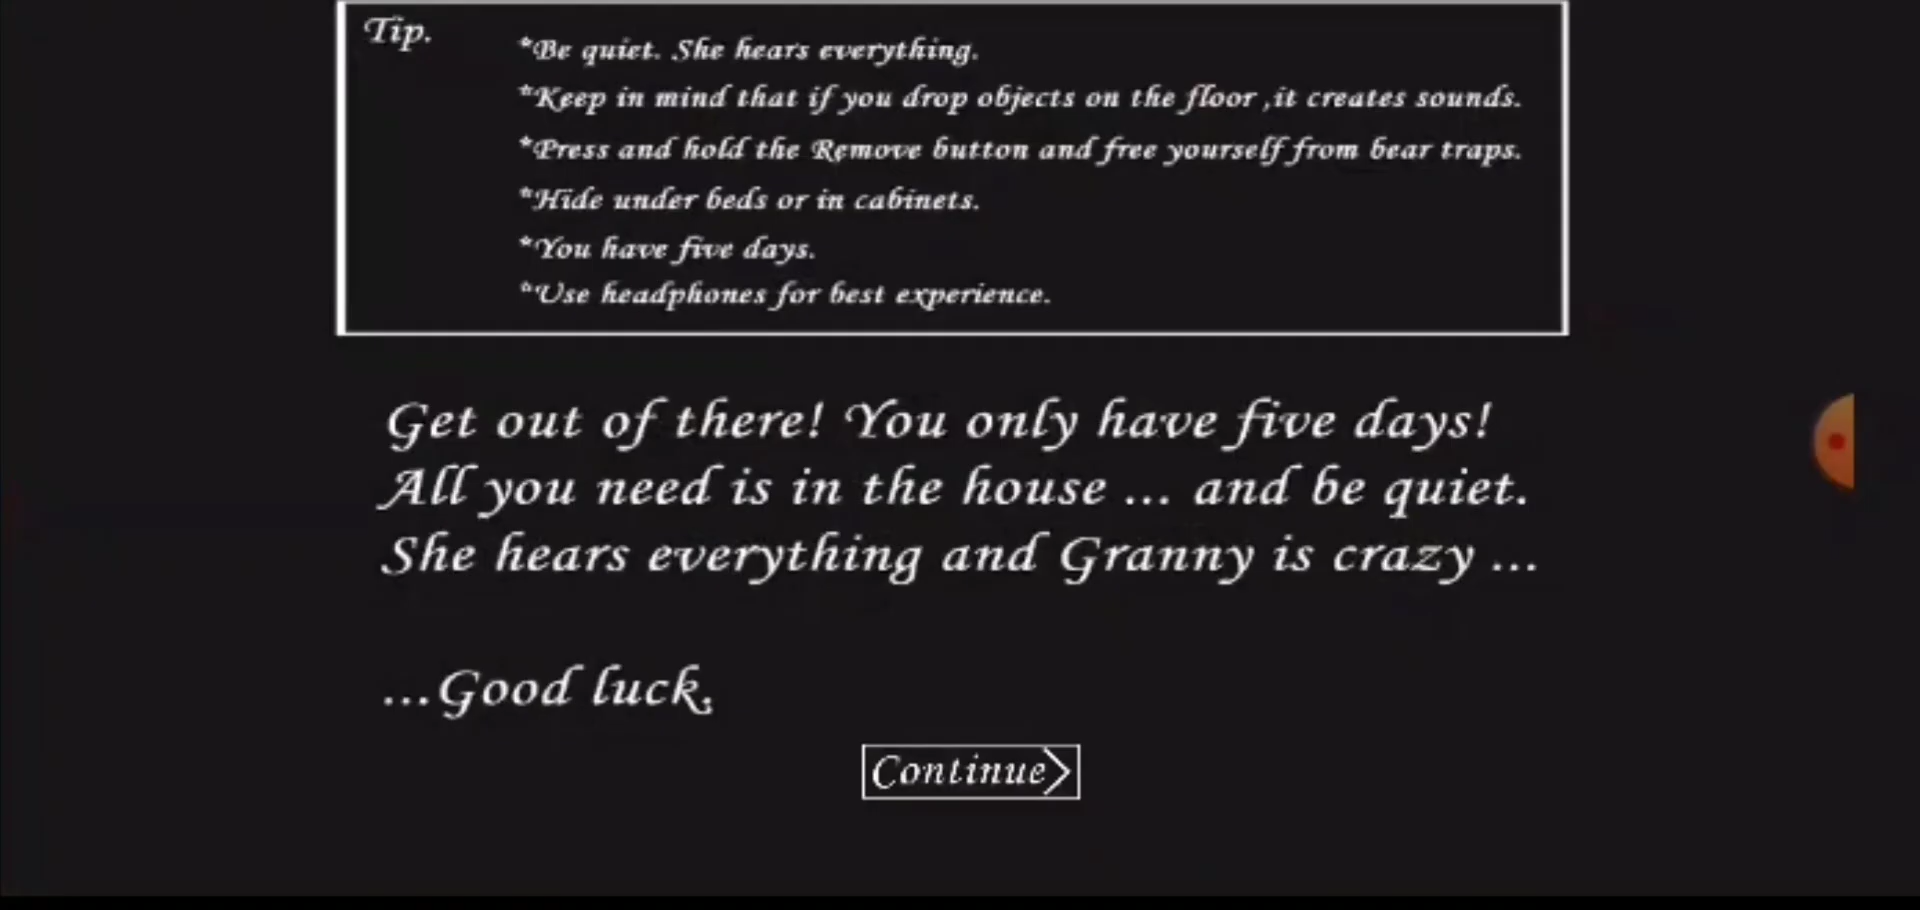 Tip.
*Be quiet. She hears everything.
*Keep in mind that if you drop objects on the floor ,it creates sounds.
*Press and hold the Remove button and free yourself from bear traps.
*Hide under beds or in cabinets.
*You have five days.
*Use headphones for best experience.
Get out of there! You only have five days!
All you need is in the house ... and be quiet.
She hears everything and Granny is crazy ...
...Good luck.
Continue>